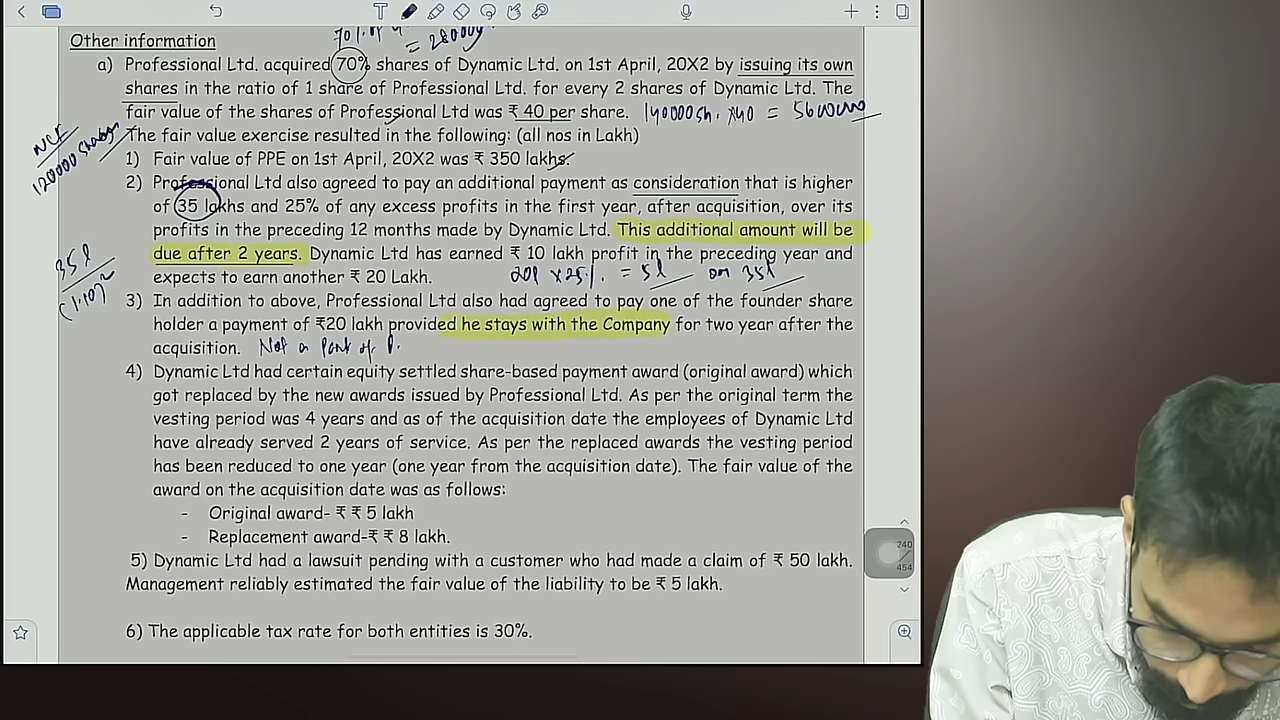 70% of
= 28000
Other information
a) Professional Ltd. acquired 70% shares of Dynamic Ltd. on 1st April, 20X2 by issuing its own
shares in the ratio of 1 share of Professional Ltd. for every 2 shares of Dynamic Ltd. The
fair value of the shares of Professional Ltd was ₹ 40 per share. 140000 sh. x40 = 5600000
NCI
120000 shares
The fair value exercise resulted in the following: (all nos in Lakh)
1) Fair value of PPE on 1st April, 20X2 was ₹ 350 lakhs.
2) Professional Ltd also agreed to pay an additional payment as consideration that is higher
of 35 lakhs and 25% of any excess profits in the first year, after acquisition, over its
profits in the preceding 12 months made by Dynamic Ltd. This additional amount will be
due after 2 years. Dynamic Ltd has earned ₹ 10 lakh profit in the preceding year and
expects to earn another ₹ 20 Lakh. 20l x 25% = 5l or 35l
35l
(1.10)²
3) In addition to above, Professional Ltd also had agreed to pay one of the founder share
holder a payment of ₹20 lakh provided he stays with the Company for two year after the
acquisition. Not a part of P.
4) Dynamic Ltd had certain equity settled share-based payment award (original award) which
got replaced by the new awards issued by Professional Ltd. As per the original term the
vesting period was 4 years and as of the acquisition date the employees of Dynamic Ltd
have already served 2 years of service. As per the replaced awards the vesting period
has been reduced to one year (one year from the acquisition date). The fair value of the
award on the acquisition date was as follows:
- Original award- ₹ ₹ 5 lakh
- Replacement award-₹ ₹ 8 lakh.
5) Dynamic Ltd had a lawsuit pending with a customer who had made a claim of ₹ 50 lakh.
Management reliably estimated the fair value of the liability to be ₹ 5 lakh.
6) The applicable tax rate for both entities is 30%.
240
454